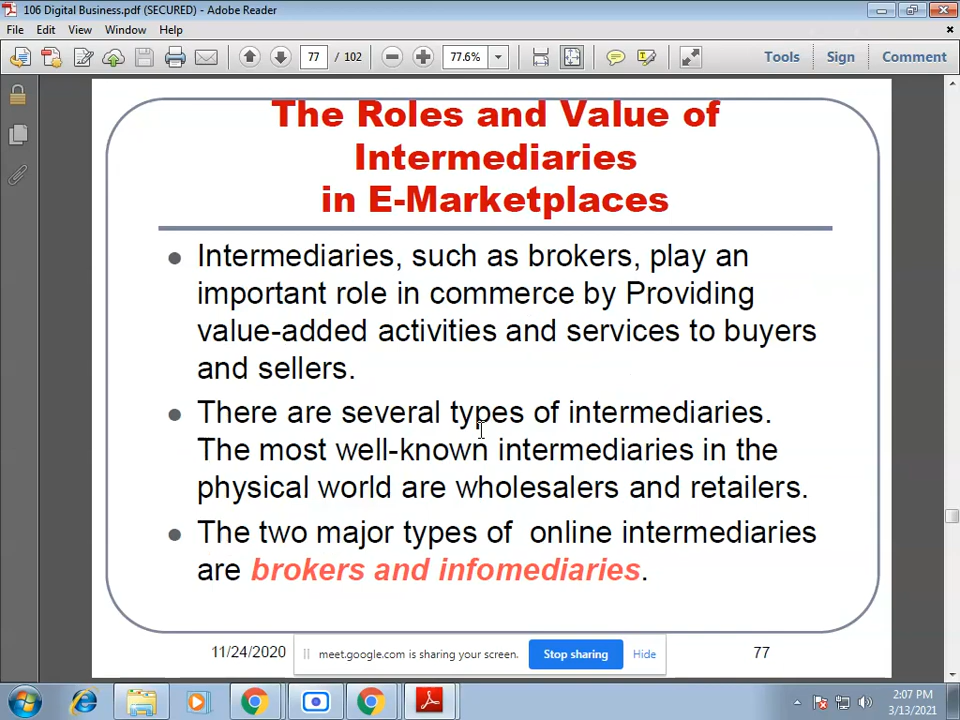 106 Digital Business.pdf (SECURED) - Adobe Reader
File Edit View Window Help
77 / 102 77.6% Tools Sign Comment
The Roles and Value of
Intermediaries
in E-Marketplaces
Intermediaries, such as brokers, play an
important role in commerce by Providing
value-added activities and services to buyers
and sellers.
There are several types of intermediaries.
The most well-known intermediaries in the
physical world are wholesalers and retailers.
The two major types of online intermediaries
are brokers and infomediaries.
11/24/2020 meet.google.com is sharing your screen. Stop sharing Hide 77
2:07 PM
3/13/2021